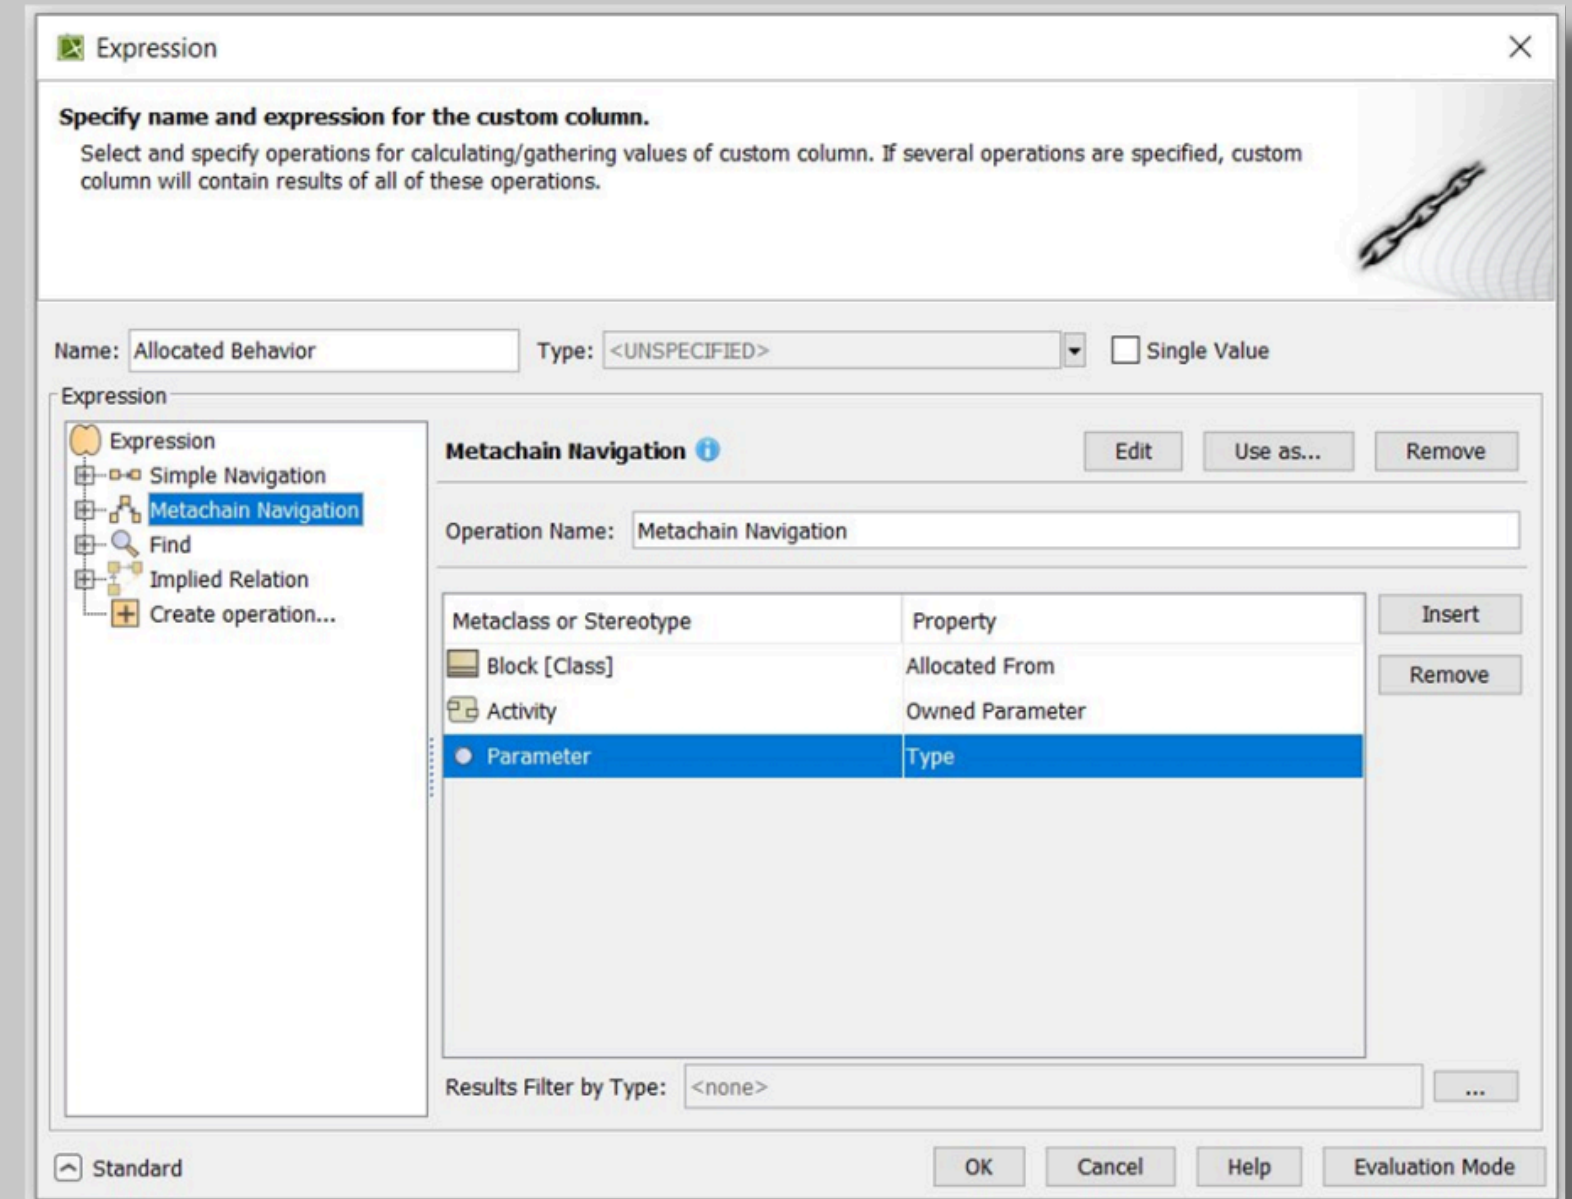 Expression
Specify name and expression for the custom column.
Select and specify operations for calculating/gathering values of custom column. If several operations are specified, custom
column will contain results of all of these operations.
Name: Allocated Behavior Type: <UNSPECIFIED> Single Value
Expression
Expression
Simple Navigation
Metachain Navigation
Find
Implied Relation
Create operation...
Metachain Navigation Edit Use as... Remove
Operation Name: Metachain Navigation
Metaclass or Stereotype Property
Block [Class] Allocated From
Activity Owned Parameter
Parameter Type
Insert
Remove
Results Filter by Type: <none> ...
Standard OK Cancel Help Evaluation Mode